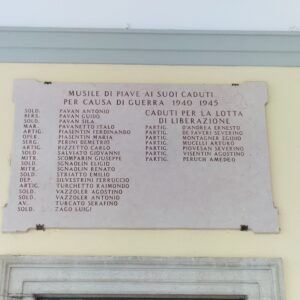 MUSILE DI PIAVE AI SUOI CADUTI
PER CAUSA DI GUERRA 1940 1945
SOLD. PAVAN ANTONIO
BERS. PAVAN GUIDO
SOLD. PAVAN SILA
MAR. PAVANETTO ITALO
ARTIG. PIASENTIN FERDINANDO
OPER. PIASENTIN MARIA
SERG. PERINI DEMETRIO
ARTIG. RIZZETTO CARLO
SOLD. SALVIATO GIOVANNI
MITR. SCOMPARIN GIUSEPPE
SOLD. SGNAOLIN ELIGIO
MITR. SGNAOLIN RENATO
SOLD. STRIATTO EMILIO
DEP. SILVESTRINI FERRUCCIO
ARTIG. TURCHETTO RAIMONDO
SOLD. VAZZOLER AGOSTINO
SOLD. VAZZOLER ANTONIO
AV. TURCATO SERAFINO
SOLD. ZAGO LUIGI
CADUTI PER LA LOTTA
DI LIBERAZIONE
PARTIG. D'ANDREA ERNESTO
PARTIG. DE FAVERI SEVERINO
PARTIG. MONTAGNER EGIDIO
PARTIG. MUCELLI ARTURO
PARTIG. PIOVESAN SEVERINO
PARTIG. PIVENTIN AGOSTINO
PARTIG. PERUCH AMEDEO